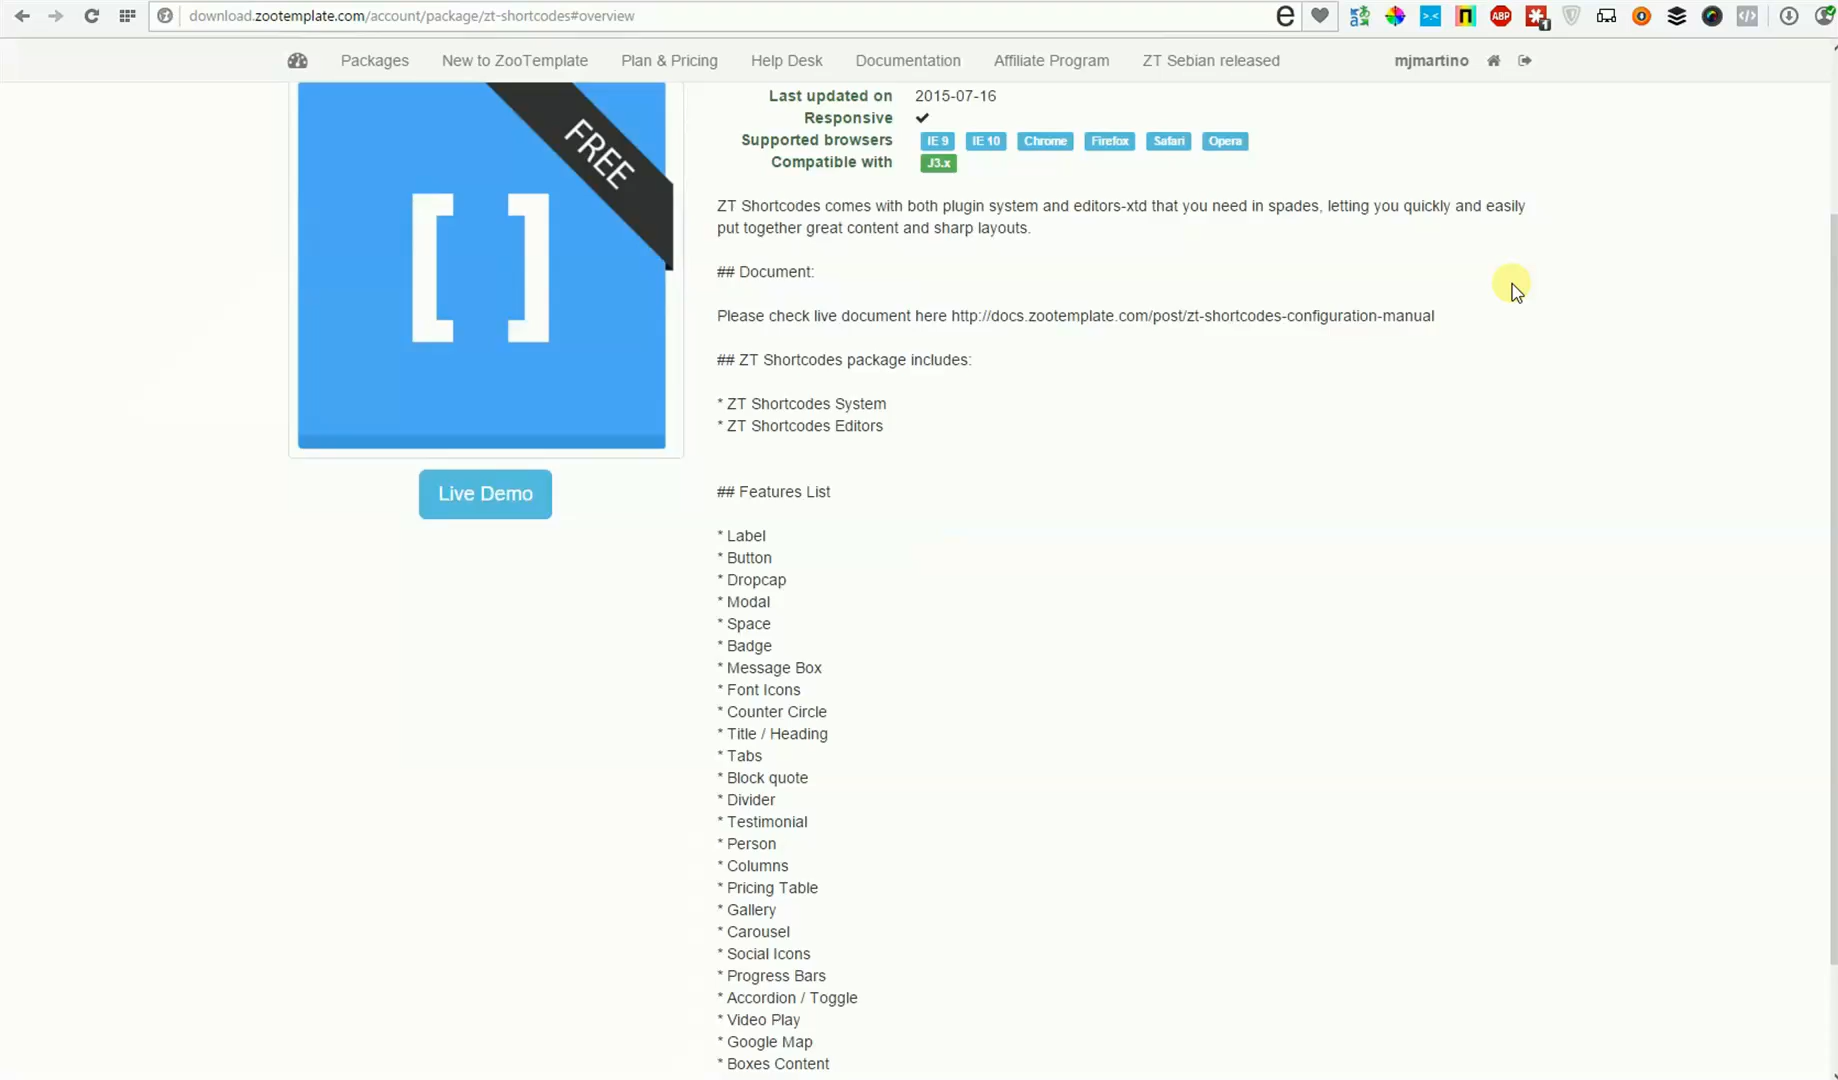 download.zootemplate.com/account/package/zt-shortcodes#overview
Packages New to ZooTemplate Plan & Pricing Help Desk Documentation Affiliate Program ZT Sebian released mjmartino
FREE
[ ]
Live Demo
Last updated on 2015-07-16
Responsive
Supported browsers IE 9 IE 10 Chrome Firefox Safari Opera
Compatible with J3.x
ZT Shortcodes comes with both plugin system and editors-xtd that you need in spades, letting you quickly and easily
put together great content and sharp layouts.
## Document:
Please check live document here http://docs.zootemplate.com/post/zt-shortcodes-configuration-manual
## ZT Shortcodes package includes:
* ZT Shortcodes System
* ZT Shortcodes Editors
## Features List
* Label
* Button
* Dropcap
* Modal
* Space
* Badge
* Message Box
* Font Icons
* Counter Circle
* Title / Heading
* Tabs
* Block quote
* Divider
* Testimonial
* Person
* Columns
* Pricing Table
* Gallery
* Carousel
* Social Icons
* Progress Bars
* Accordion / Toggle
* Video Play
* Google Map
* Boxes Content